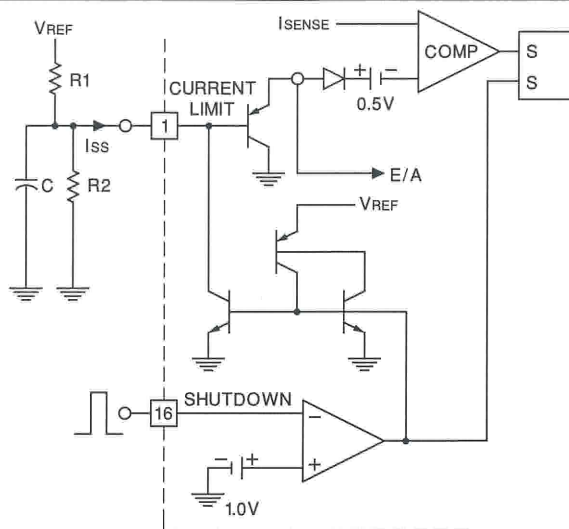 VREF
R1
CURRENT
LIMIT
1
ISS
C
R2
ISENSE
COMP
S
S
+ −
0.5V
E/A
VREF
SHUTDOWN
16
−
+
− +
1.0V